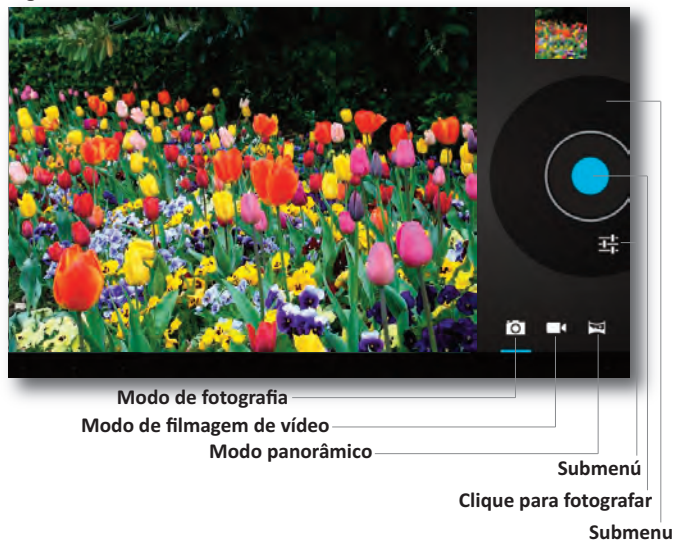 Modo de fotografia
Modo de filmagem de vídeo
Modo panorâmico
Submenú
Clique para fotografar
Submenu